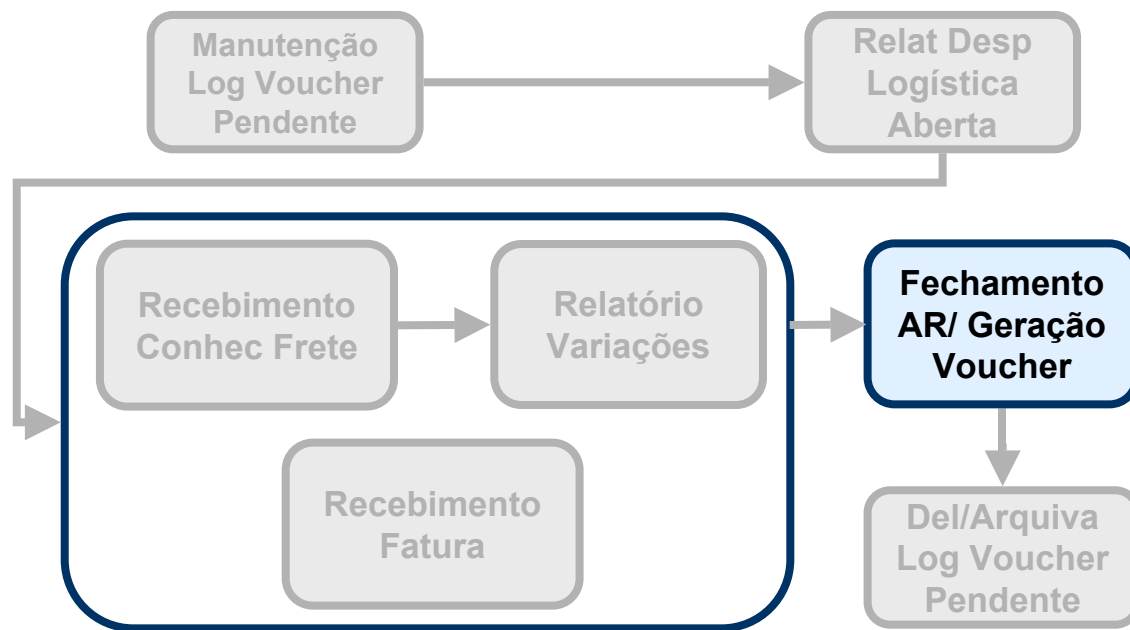 Manutenção
Log Voucher
Pendente
Relat Desp
Logística
Aberta
Recebimento
Conhec Frete
Relatório
Variações
Fechamento
AR/ Geração
Voucher
Recebimento
Fatura
Del/Arquiva
Log Voucher
Pendente